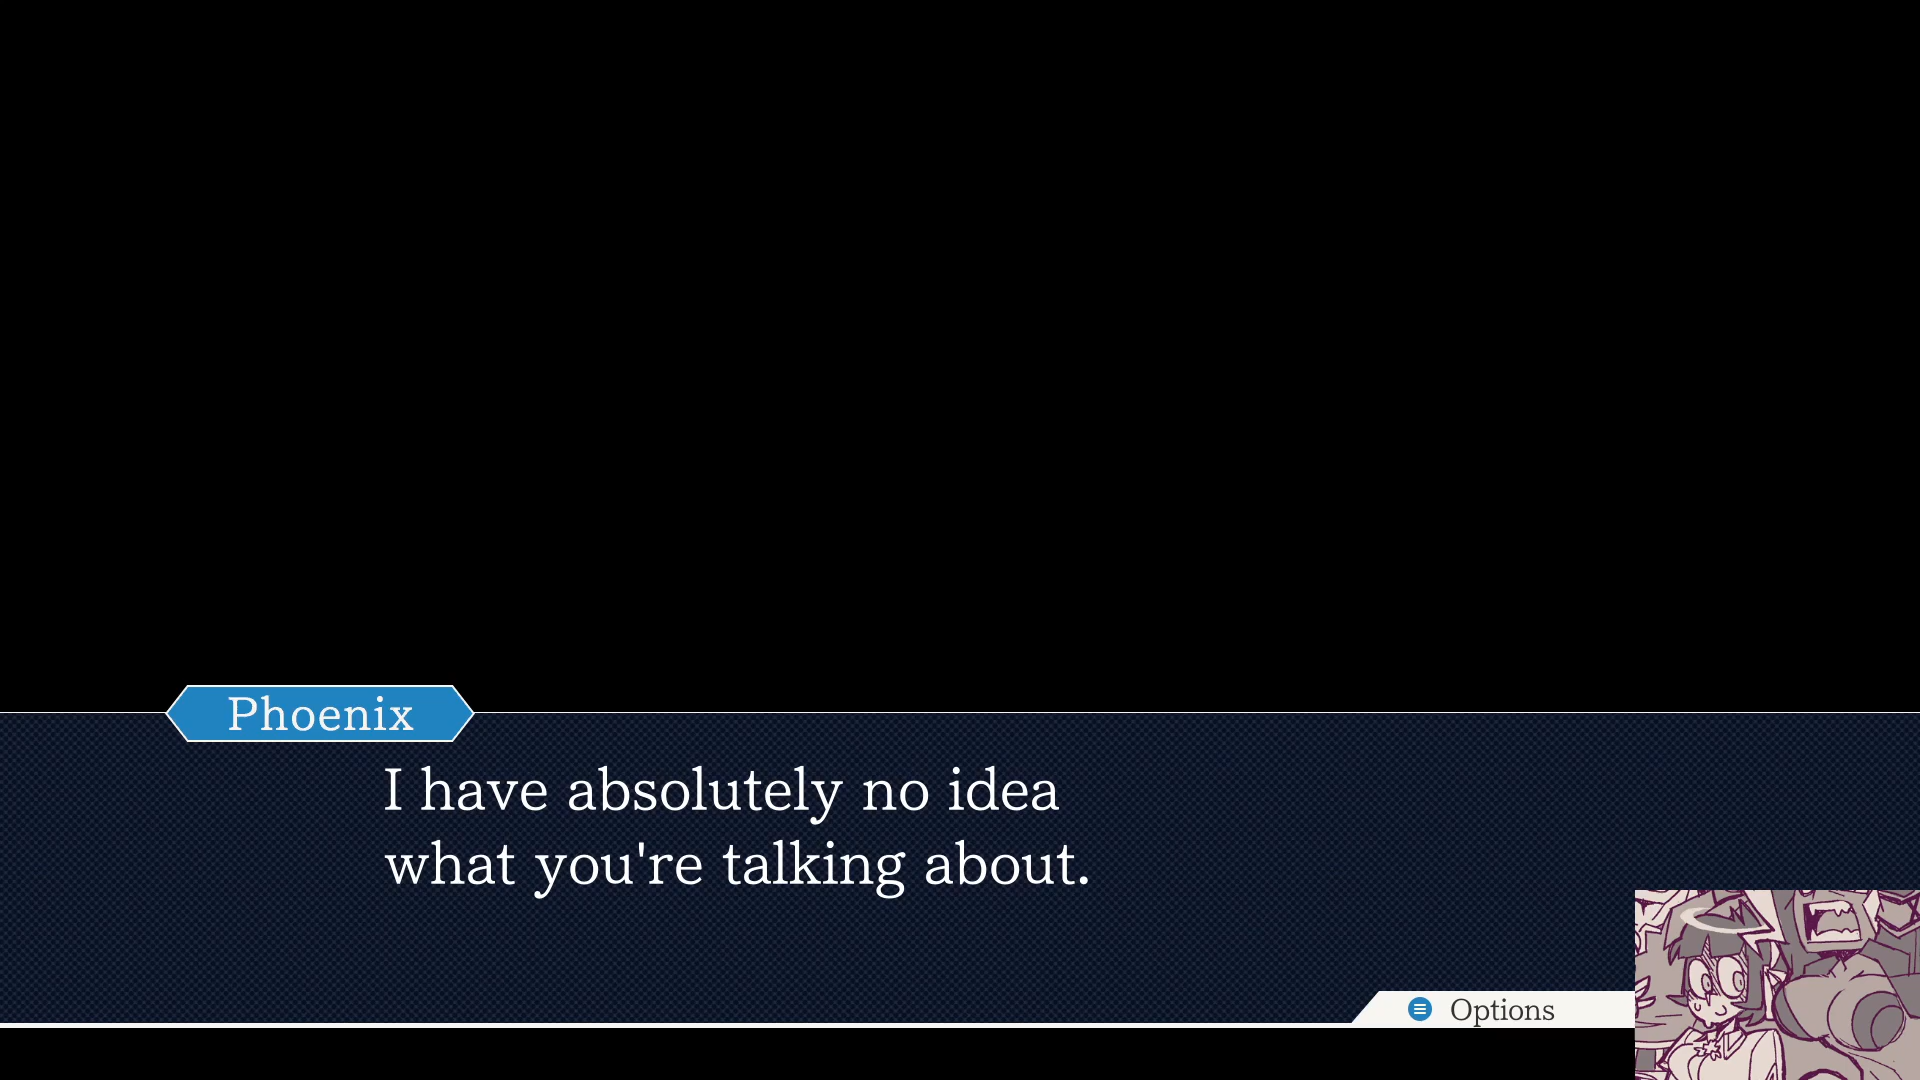 Phoenix
I have absolutely no idea
what you're talking about.
Options